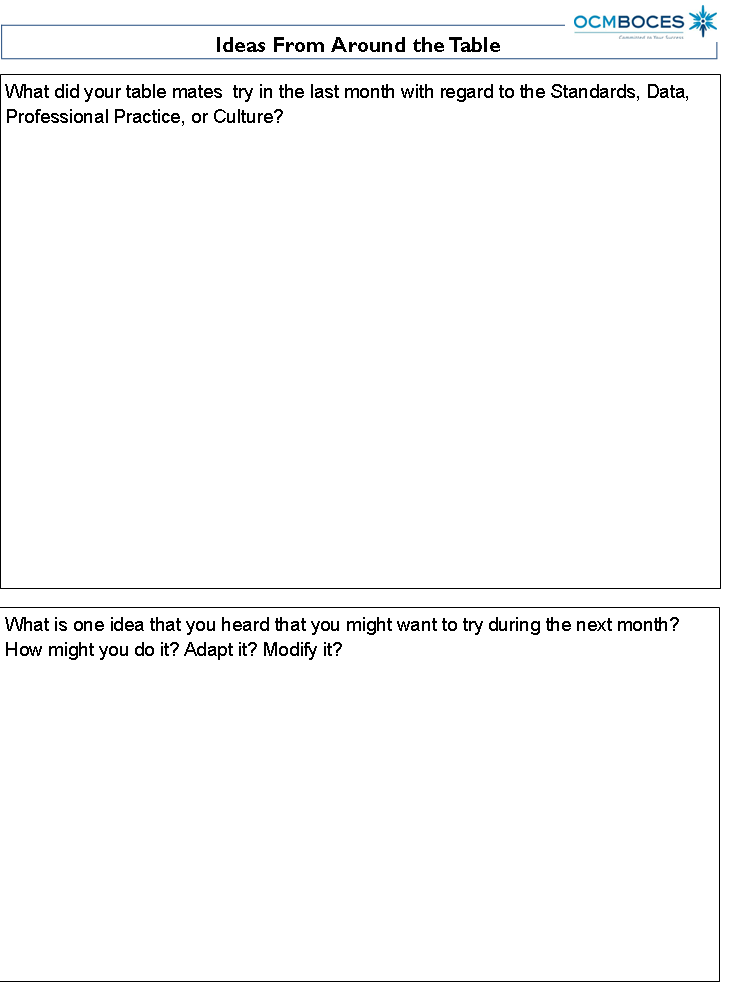 OCMBOCES
Committed to Your Success
Ideas From Around the Table
What did your table mates  try in the last month with regard to the Standards, Data,
Professional Practice, or Culture?
What is one idea that you heard that you might want to try during the next month?
How might you do it? Adapt it? Modify it?